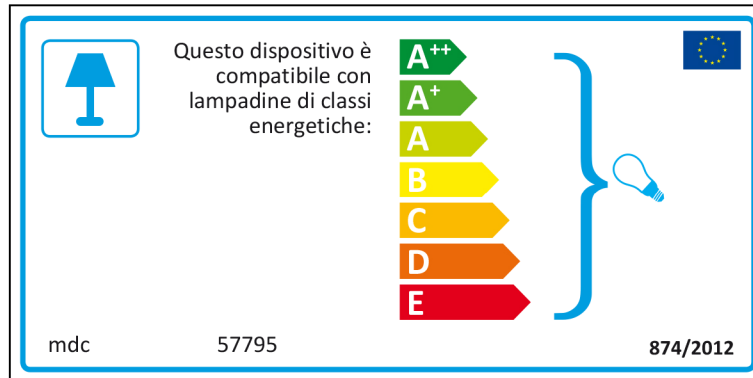 Questo dispositivo è
compatibile con
lampadine di classi
energetiche:
A++
A+
A
B
C
D
E
mdc 57795 874/2012